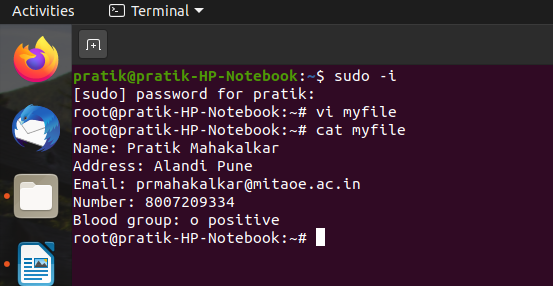 Activities
Terminal
pratik@pratik-HP-Notebook:~$ sudo -i
[sudo] password for pratik:
root@pratik-HP-Notebook:~# vi myfile
root@pratik-HP-Notebook:~# cat myfile
Name: Pratik Mahakalkar
Address: Alandi Pune
Email: prmahakalkar@mitaoe.ac.in
Number: 8007209334
Blood group: o positive
root@pratik-HP-Notebook:~#